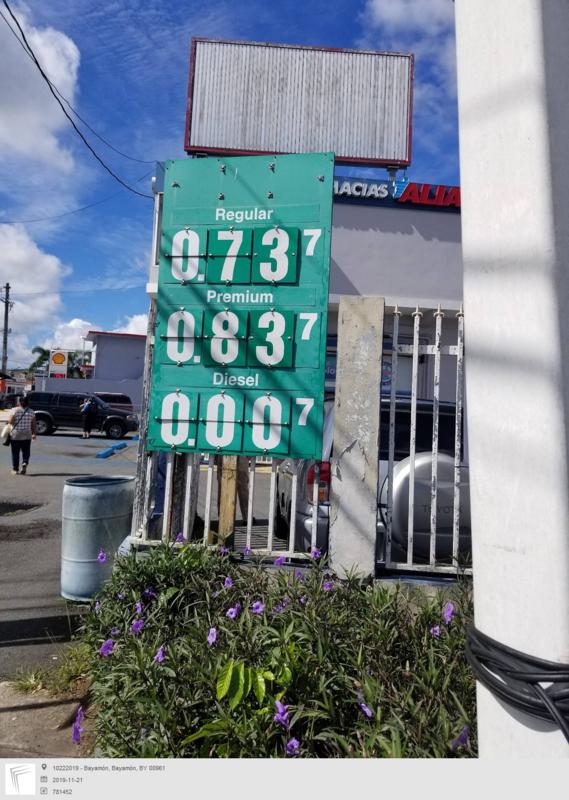 MACIAS ALIA
Regular
0.73 7
Premium
0.83 7
Diesel
0.00 7
10222019 - Bayamón, Bayamón, BY 00961
2019-11-21
781452